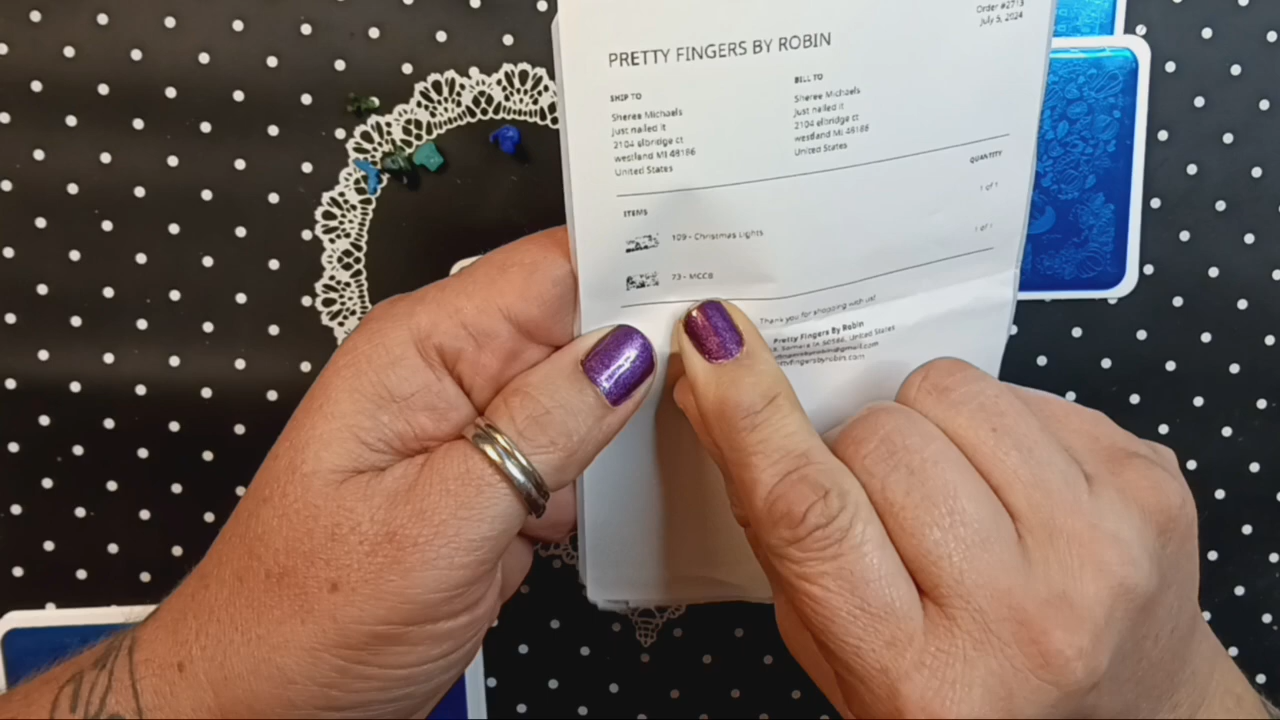 Order #2713
July 5, 2024
PRETTY FINGERS BY ROBIN
SHIP TO
Sheree Michaels
Just nailed it
2104 elbridge ct
westland MI 48186
United States
BILL TO
Sheree Michaels
Just nailed it
2104 elbridge ct
westland MI 48186
United States
ITEMS
QUANTITY
109 - Christmas Lights
1 of 1
73 - MCCB
1 of 1
Thank you for shopping with us!
Pretty Fingers By Robin
United States